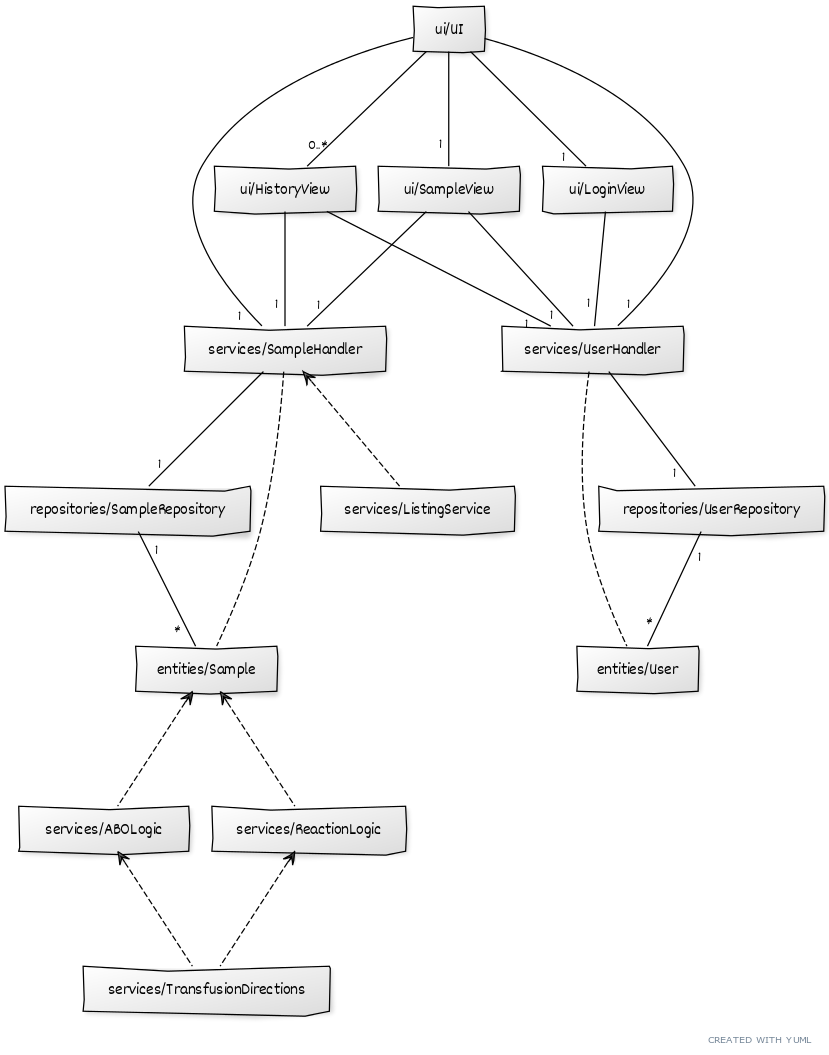 ui/UI
0..*
1
1
ui/HistoryView
ui/SampleView
ui/LoginView
1
1
1
1
1
1
1
services/SampleHandler
services/UserHandler
1
1
repositories/SampleRepository
services/ListingService
repositories/UserRepository
1
1
*
*
entities/Sample
entities/User
services/ABOLogic
services/ReactionLogic
services/TransfusionDirections
CREATED WITH YUML